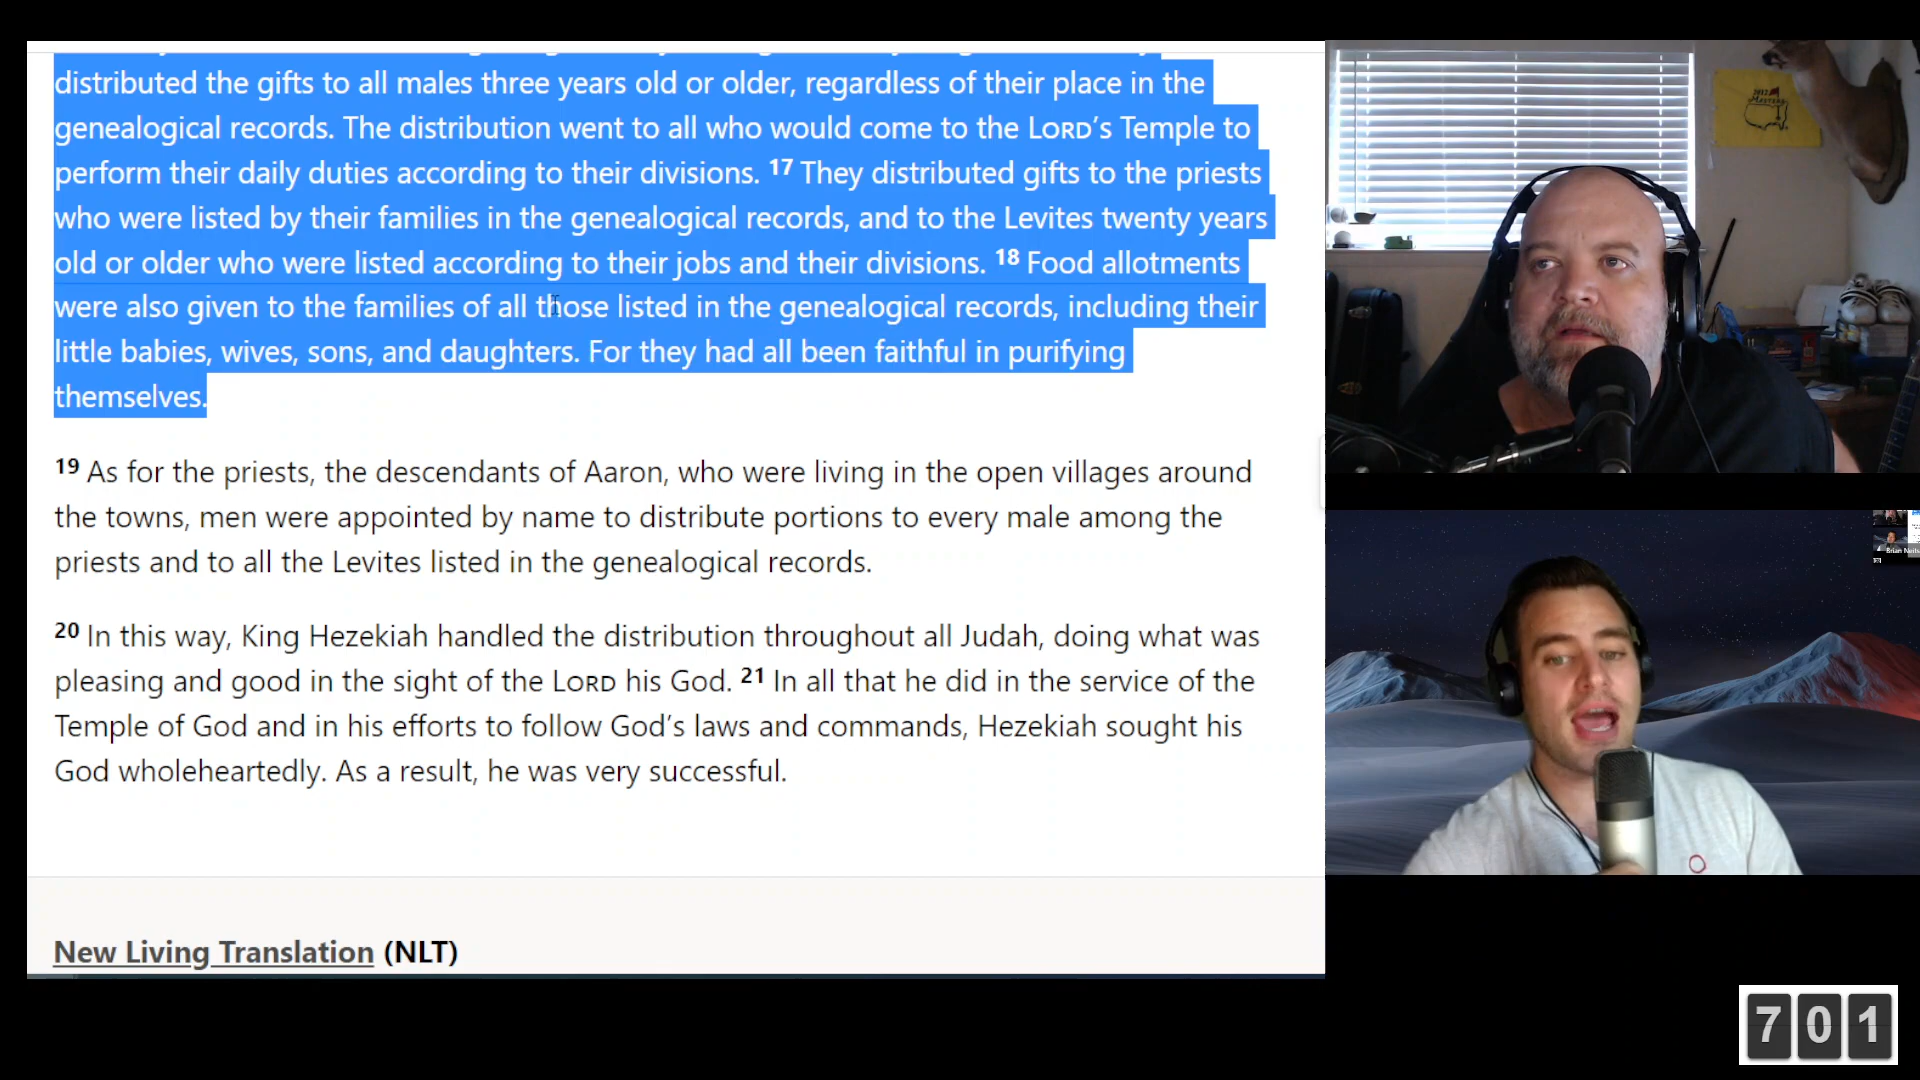 distributed the gifts to all males three years old or older, regardless of their place in the
genealogical records. The distribution went to all who would come to the LORD’s Temple to
perform their daily duties according to their divisions. 17 They distributed gifts to the priests
who were listed by their families in the genealogical records, and to the Levites twenty years
old or older who were listed according to their jobs and their divisions. 18 Food allotments
were also given to the families of all those listed in the genealogical records, including their
little babies, wives, sons, and daughters. For they had all been faithful in purifying
themselves.
19 As for the priests, the descendants of Aaron, who were living in the open villages around
the towns, men were appointed by name to distribute portions to every male among the
priests and to all the Levites listed in the genealogical records.
20 In this way, King Hezekiah handled the distribution throughout all Judah, doing what was
pleasing and good in the sight of the LORD his God. 21 In all that he did in the service of the
Temple of God and in his efforts to follow God’s laws and commands, Hezekiah sought his
God wholeheartedly. As a result, he was very successful.
New Living Translation (NLT)
2012
MASTERS
Brian
701